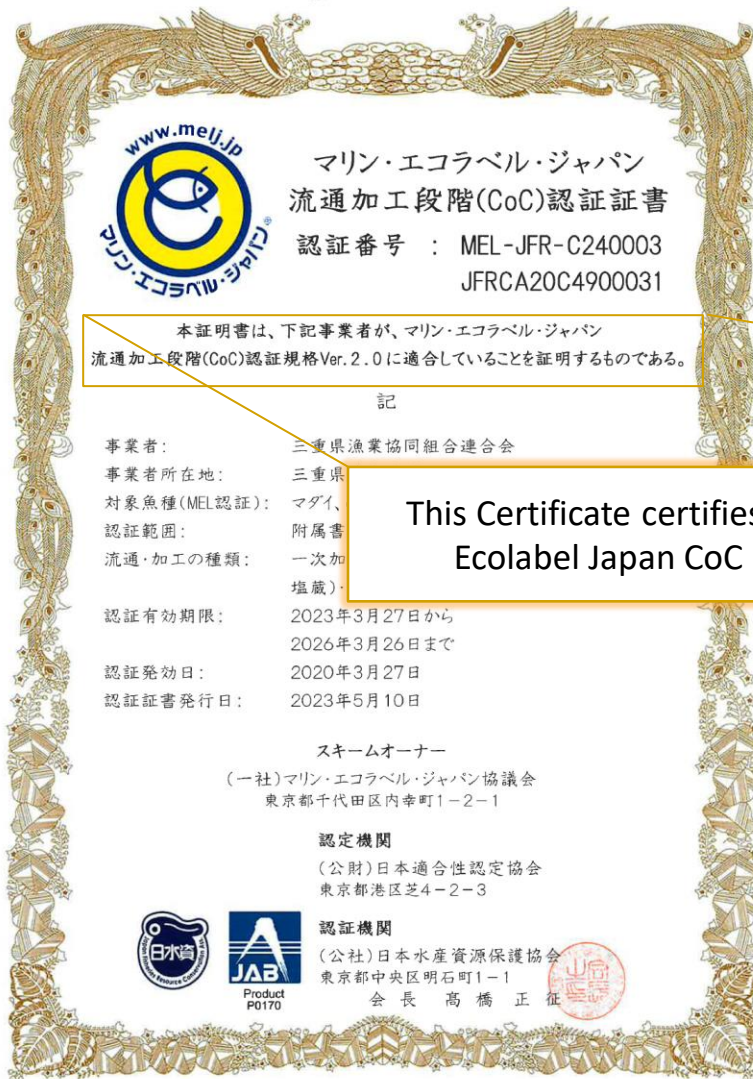 www.melj.jp
マリン・エコラベル・ジャパン®
マリン・エコラベル・ジャパン
流通加工段階(CoC)認証証書
認証番号 : MEL-JFR-C240003
JFRCA20C4900031
本証明書は、下記事業者が、マリン・エコラベル・ジャパン
流通加工段階(CoC)認証規格Ver.2.0に適合していることを証明するものである。
記
事業者: 三重県漁業協同組合連合会
事業者所在地: 三重県
対象魚種(MEL認証): マダイ、
認証範囲: 附属書
流通・加工の種類: 一次加
塩蔵)・
This Certificate certifies
Ecolabel Japan CoC
認証有効期限: 2023年3月27日から
2026年3月26日まで
認証発効日: 2020年3月27日
認証証書発行日: 2023年5月10日
スキームオーナー
(一社)マリン・エコラベル・ジャパン協議会
東京都千代田区内幸町1-2-1
認定機関
(公財)日本適合性認定協会
東京都港区芝4-2-3
認証機関
(公社)日本水産資源保護協会
東京都中央区明石町1-1
会長 髙橋正征
日水資
JAB
Product
P0170